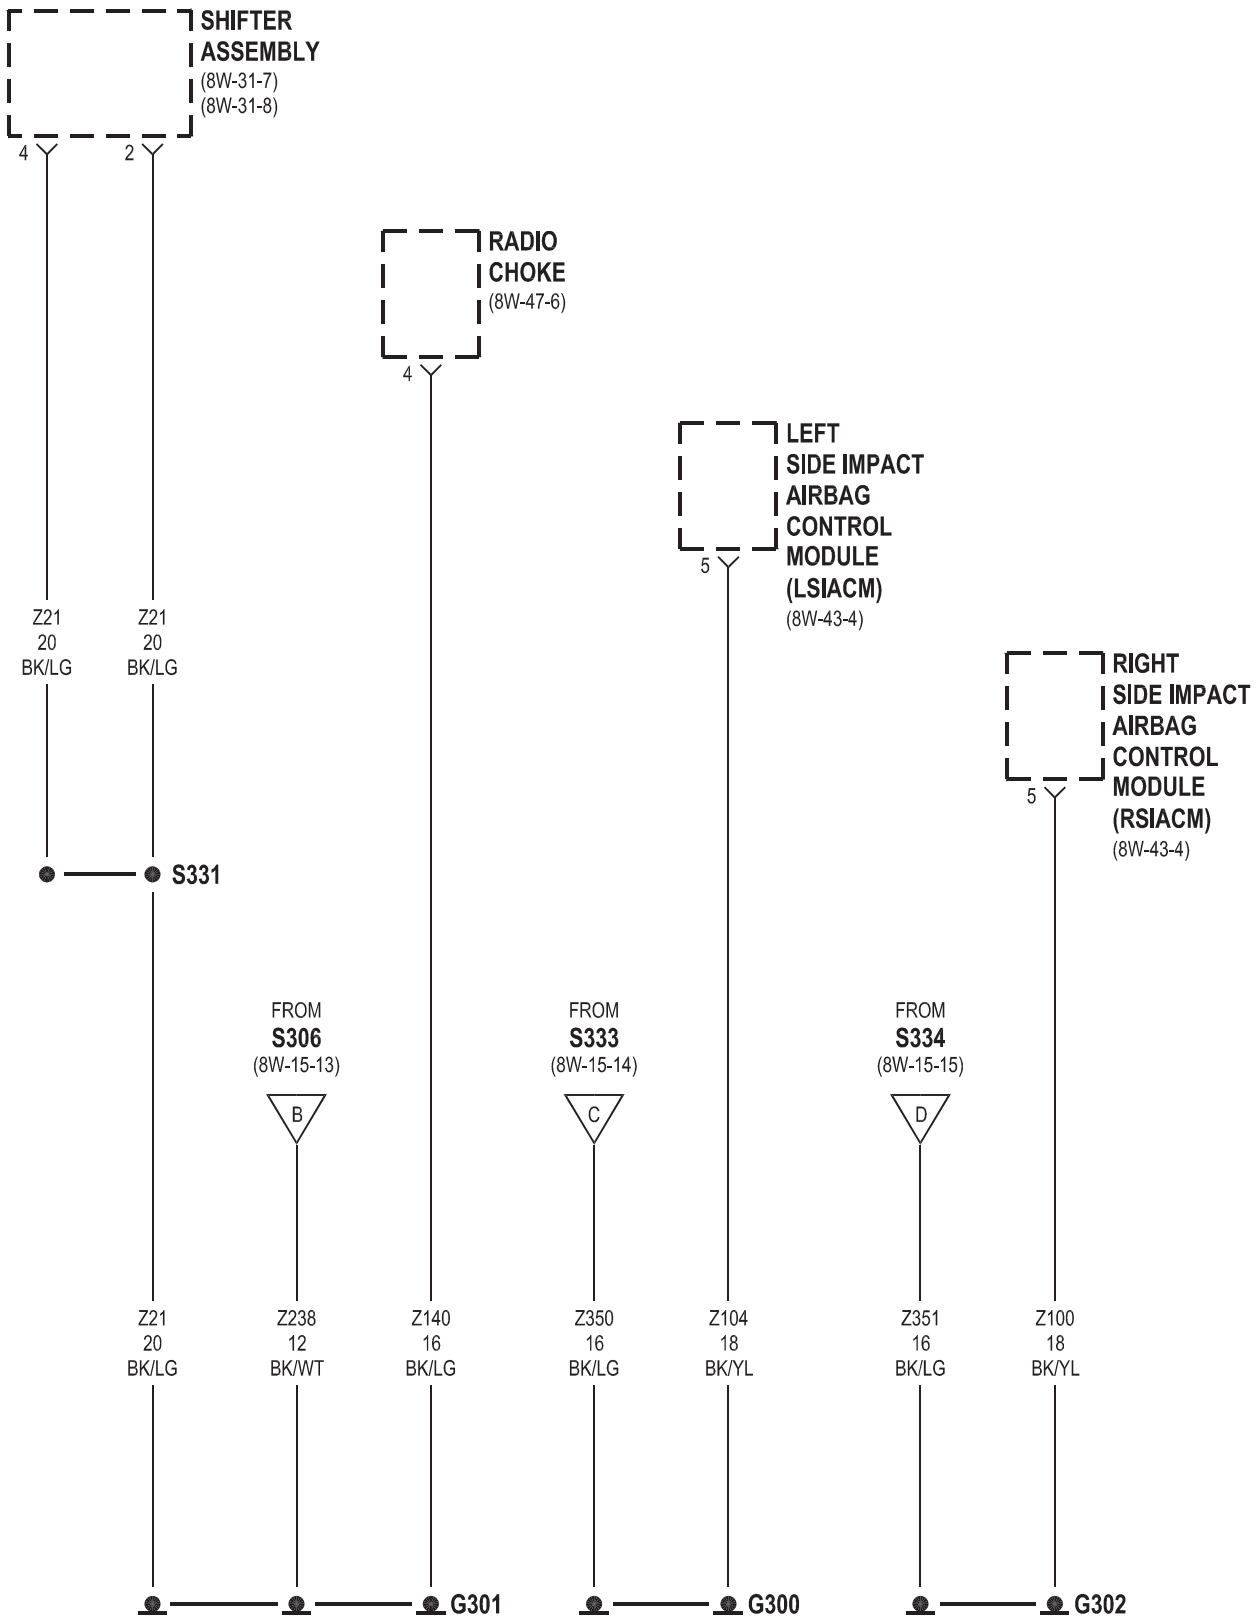 SHIFTER
ASSEMBLY
(8W-31-7)
(8W-31-8)
4
2
RADIO
CHOKE
(8W-47-6)
4
LEFT
SIDE IMPACT
AIRBAG
CONTROL
MODULE
(LSIACM)
(8W-43-4)
5
Z21
20
BK/LG
Z21
20
BK/LG
RIGHT
SIDE IMPACT
AIRBAG
CONTROL
MODULE
(RSIACM)
(8W-43-4)
5
S331
FROM
S306
(8W-15-13)
B
FROM
S333
(8W-15-14)
C
FROM
S334
(8W-15-15)
D
Z21
20
BK/LG
Z238
12
BK/WT
Z140
16
BK/LG
Z350
16
BK/LG
Z104
18
BK/YL
Z351
16
BK/LG
Z100
18
BK/YL
G301
G300
G302